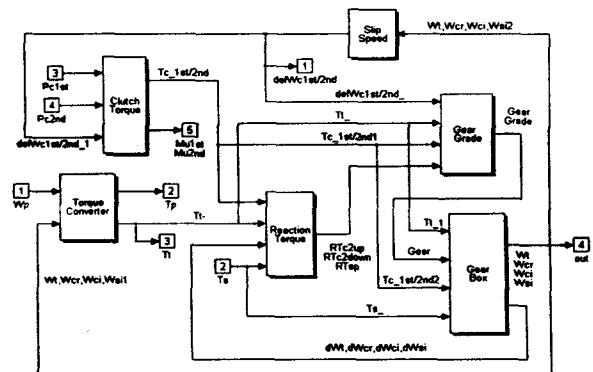 Slip
Speed
Wt,Wcr,Wci,Wsi2
1
defWc1st/2nd
3
Pc1st
4
Pc2nd
defWc1st/2nd_1
Clutch
Torque
Tc_1st/2nd
5
Mu1st
Mu2nd
defWc1st/2nd_
Tt_
Tc_1st/2nd1
Gear
Grade
Gear
Grade
1
Wp
Torque
Converter
2
Tp
3
Tt
Tt-
Reaction
Torque
2
Ts
RTc2up
RTc2down
RTsp
Tt_1
Gear
Tc_1st/2nd2
Ts_
Gear
Box
Wt
Wcr
Wci
Wsi
4
out
Wt,Wcr,Wci,Wsi1
dWt,dWcr,dWci,dWsi